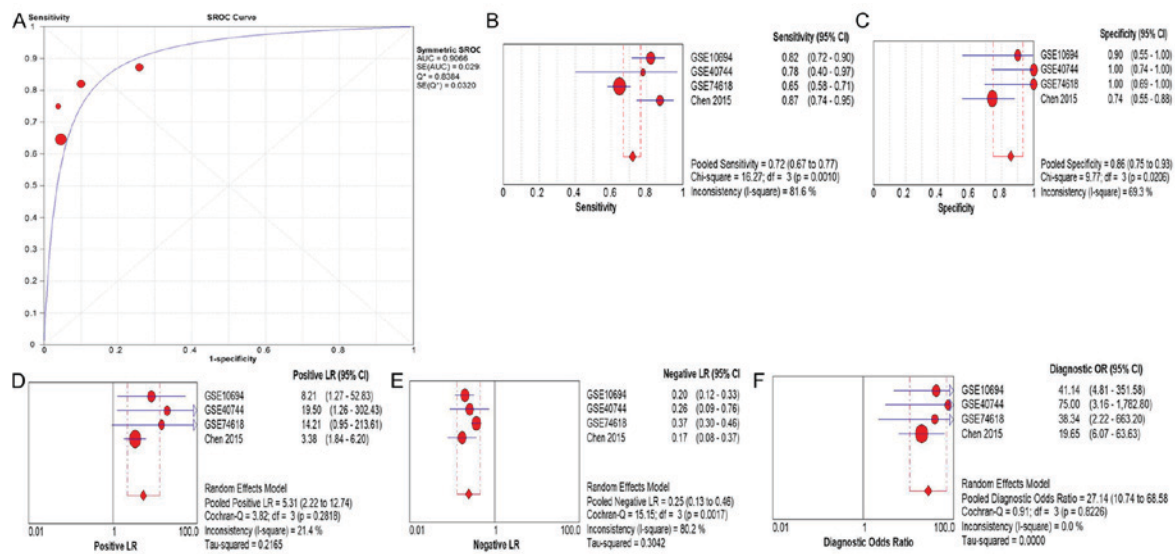 A
Sensitivity
SROC Curve
1
0.9
0.8
0.7
0.6
0.5
0.4
0.3
0.2
0.1
0
0 0.2 0.4 0.6 0.8 1
1-specificity
Symmetric SROC
AUC = 0.9066
SE(AUC) = 0.029
Q* = 0.8384
SE(Q*) = 0.0320
B
Sensitivity (95% CI)
GSE10694 0.82 (0.72 - 0.90)
GSE40744 0.78 (0.40 - 0.97)
GSE74618 0.65 (0.58 - 0.71)
Chen 2015 0.87 (0.74 - 0.95)
Pooled Sensitivity = 0.72 (0.67 to 0.77)
Chi-square = 16.27; df = 3 (p = 0.0010)
Inconsistency (I-square) = 81.6 %
0 0.2 0.4 0.6 0.8 1
Sensitivity
C
Specificity (95% CI)
GSE10694 0.90 (0.55 - 1.00)
GSE40744 1.00 (0.74 - 1.00)
GSE74618 1.00 (0.69 - 1.00)
Chen 2015 0.74 (0.55 - 0.88)
Pooled Specificity = 0.86 (0.75 to 0.93)
Chi-square = 9.77; df = 3 (p = 0.0206)
Inconsistency (I-square) = 69.3 %
0 0.2 0.4 0.6 0.8 1
Specificity
D
Positive LR (95% CI)
GSE10694 8.21 (1.27 - 52.83)
GSE40744 19.50 (1.26 - 302.43)
GSE74618 14.21 (0.95 - 213.61)
Chen 2015 3.38 (1.84 - 6.20)
Random Effects Model
Pooled Positive LR = 5.31 (2.22 to 12.74)
Cochran-Q = 3.82; df = 3 (p = 0.2818)
Inconsistency (I-square) = 21.4 %
Tau-squared = 0.2165
0.01 1 100.0
Positive LR
E
Negative LR (95% CI)
GSE10694 0.20 (0.12 - 0.33)
GSE40744 0.26 (0.09 - 0.76)
GSE74618 0.37 (0.30 - 0.46)
Chen 2015 0.17 (0.08 - 0.37)
Random Effects Model
Pooled Negative LR = 0.25 (0.13 to 0.46)
Cochran-Q = 15.15; df = 3 (p = 0.0017)
Inconsistency (I-square) = 80.2 %
Tau-squared = 0.3042
0.01 1 100.0
Negative LR
F
Diagnostic OR (95% CI)
GSE10694 41.14 (4.81 - 351.58)
GSE40744 75.00 (3.16 - 1,782.80)
GSE74618 38.34 (2.22 - 663.20)
Chen 2015 19.65 (6.07 - 63.63)
Random Effects Model
Pooled Diagnostic Odds Ratio = 27.14 (10.74 to 68.58
Cochran-Q = 0.91; df = 3 (p = 0.8226)
Inconsistency (I-square) = 0.0 %
Tau-squared = 0.0000
0.01 1 100.0
Diagnostic Odds Ratio